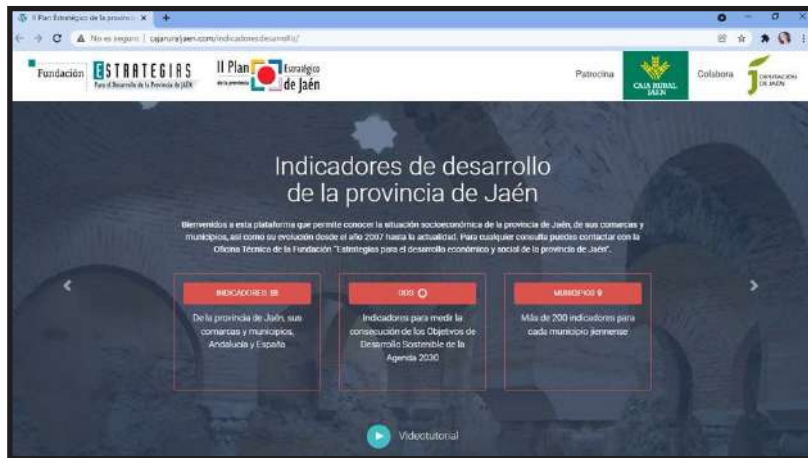 II Plan Estratégico de la provincia
No es seguro | cajaruraljaen.com/indicadoresdesarrollo/
Fundación ESTRATEGIAS
Para el Desarrollo de la Provincia de JAÉN
II Plan Estratégico
de la provincia de Jaén
Patrocina
CAJA RURAL
JAÉN
Colabora
DIPUTACIÓN
DE JAÉN
Indicadores de desarrollo
de la provincia de Jaén
Bienvenidos a esta plataforma que permite conocer la situación socioeconómica de la provincia de Jaén, de sus comarcas y
municipios, así como su evolución desde el año 2007 hasta la actualidad. Para cualquier consulta puedes contactar con la
Oficina Técnica de la Fundación "Estrategias para el desarrollo económico y social de la provincia de Jaén".
INDICADORES
De la provincia de Jaén, sus
comarcas y municipios,
Andalucía y España
ODS
Indicadores para medir la
consecución de los Objetivos de
Desarrollo Sostenible de la
Agenda 2030
MUNICIPIOS
Más de 200 indicadores para
cada municipio jiennense
Videotutorial